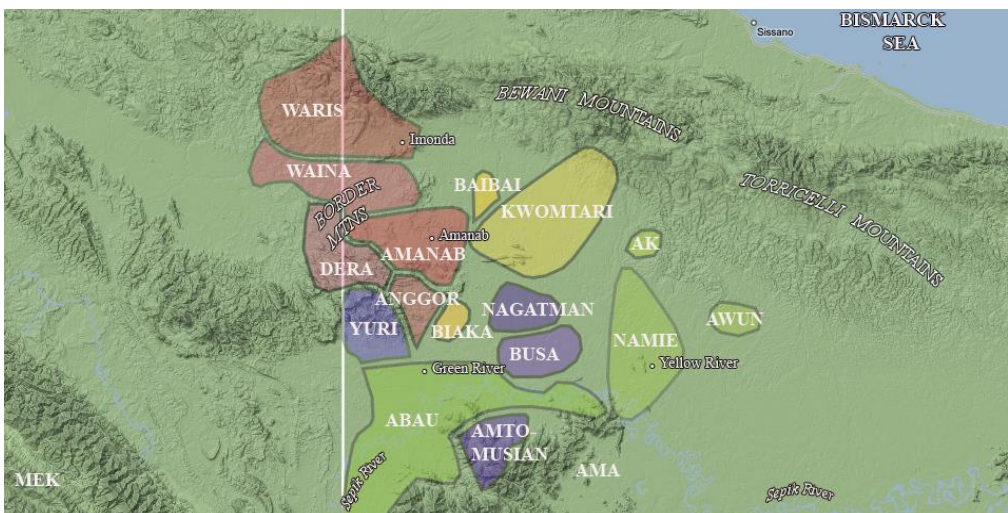 BISMARCK
SEA
Sissano
BEWANI MOUNTAINS
WARIS
Imonda
WAINA
BAIBAI
KWOMTARI
TORRICELLI MOUNTAINS
BORDER
MTNS
Amanab
AMANAB
AK
DERA
ANGGOR
NAGATMAN
YURI
BIAKA
AWUN
NAMIE
BUSA
Green River
Yellow River
ABAU
AMTO-
MUSIAN
AMA
MEK
Sepik River
Sepik River